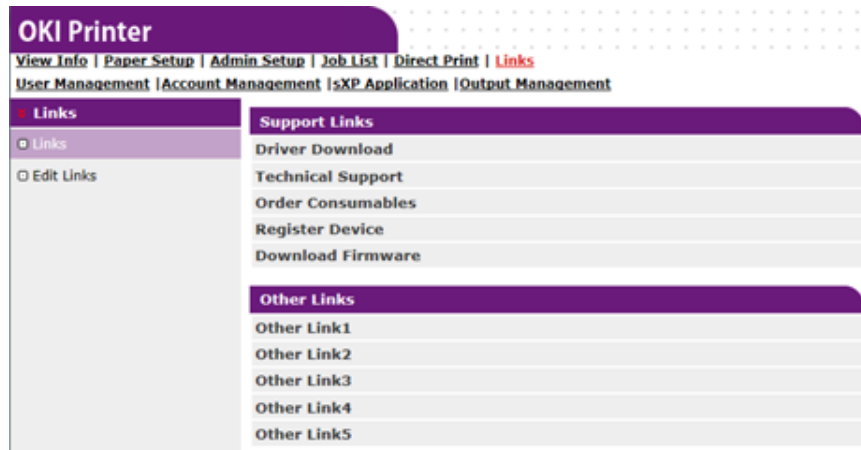 OKI Printer
View Info | Paper Setup | Admin Setup | Job List | Direct Print | Links
User Management |Account Management |sXP Application |Output Management
Links
Links
Edit Links
Support Links
Driver Download
Technical Support
Order Consumables
Register Device
Download Firmware
Other Links
Other Link1
Other Link2
Other Link3
Other Link4
Other Link5